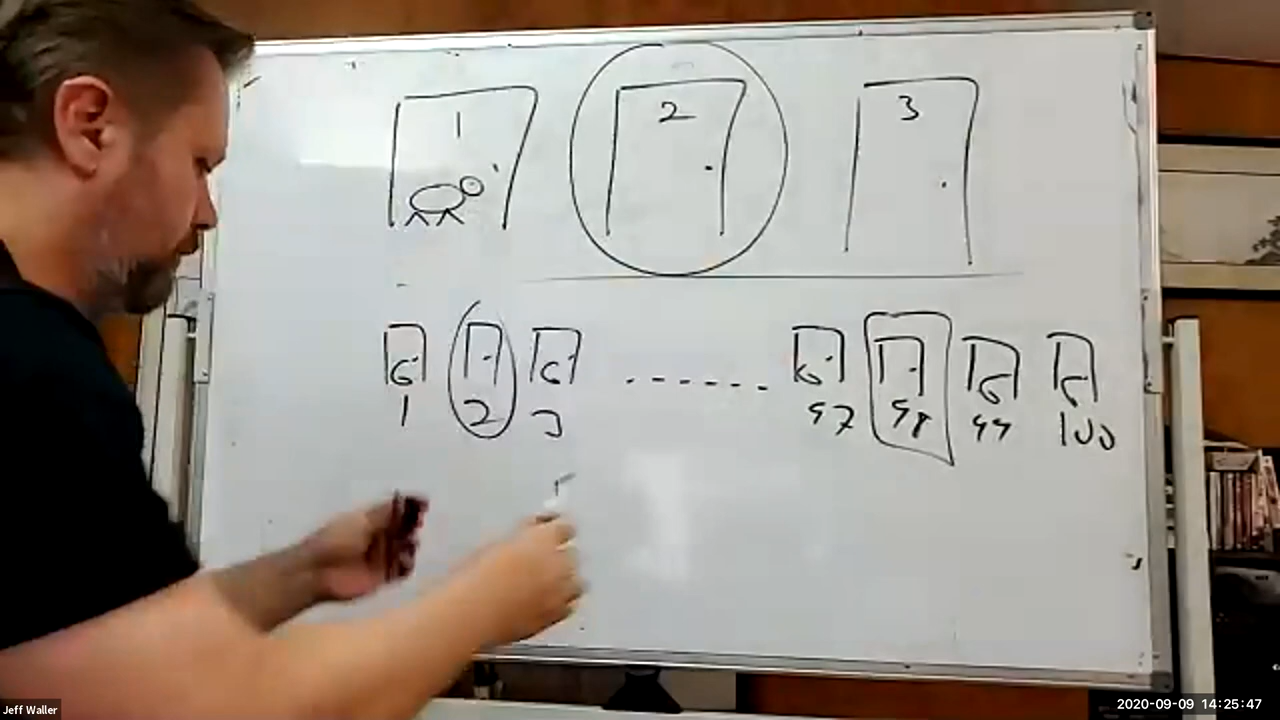 1 2 3
G G G G G
1 2 3 ------ 97 98 99 100
Jeff Waller
2020-09-09 14:25:47